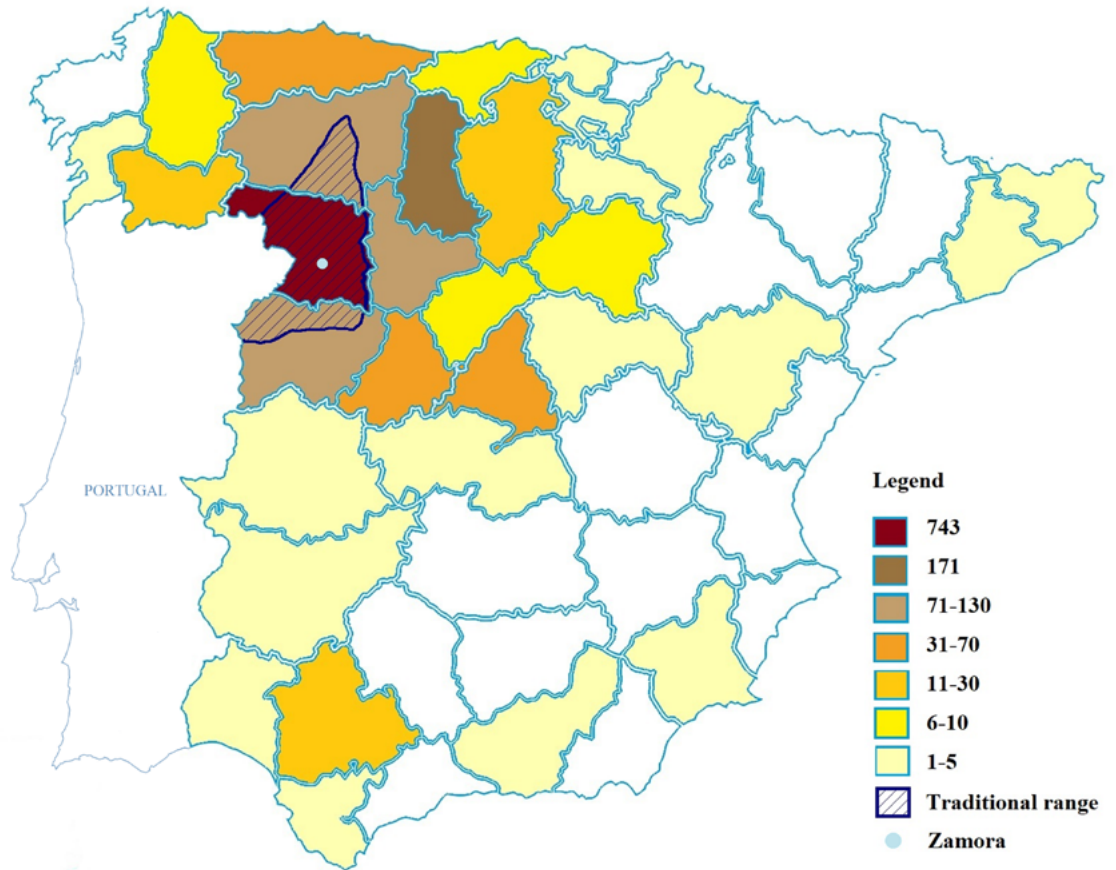 PORTUGAL
Legend
743
171
71-130
31-70
11-30
6-10
1-5
Traditional range
Zamora